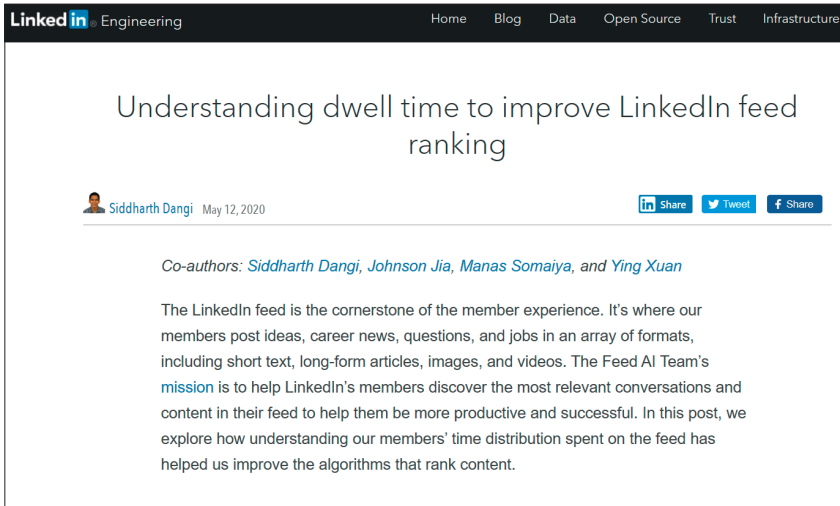 Linked in Engineering
Home Blog Data Open Source Trust Infrastructure
Understanding dwell time to improve LinkedIn feed
ranking
Siddharth Dangi May 12, 2020
in Share Tweet f Share
Co-authors: Siddharth Dangi, Johnson Jia, Manas Somaiya, and Ying Xuan
The LinkedIn feed is the cornerstone of the member experience. It's where our
members post ideas, career news, questions, and jobs in an array of formats,
including short text, long-form articles, images, and videos. The Feed AI Team's
mission is to help LinkedIn's members discover the most relevant conversations and
content in their feed to help them be more productive and successful. In this post, we
explore how understanding our members' time distribution spent on the feed has
helped us improve the algorithms that rank content.